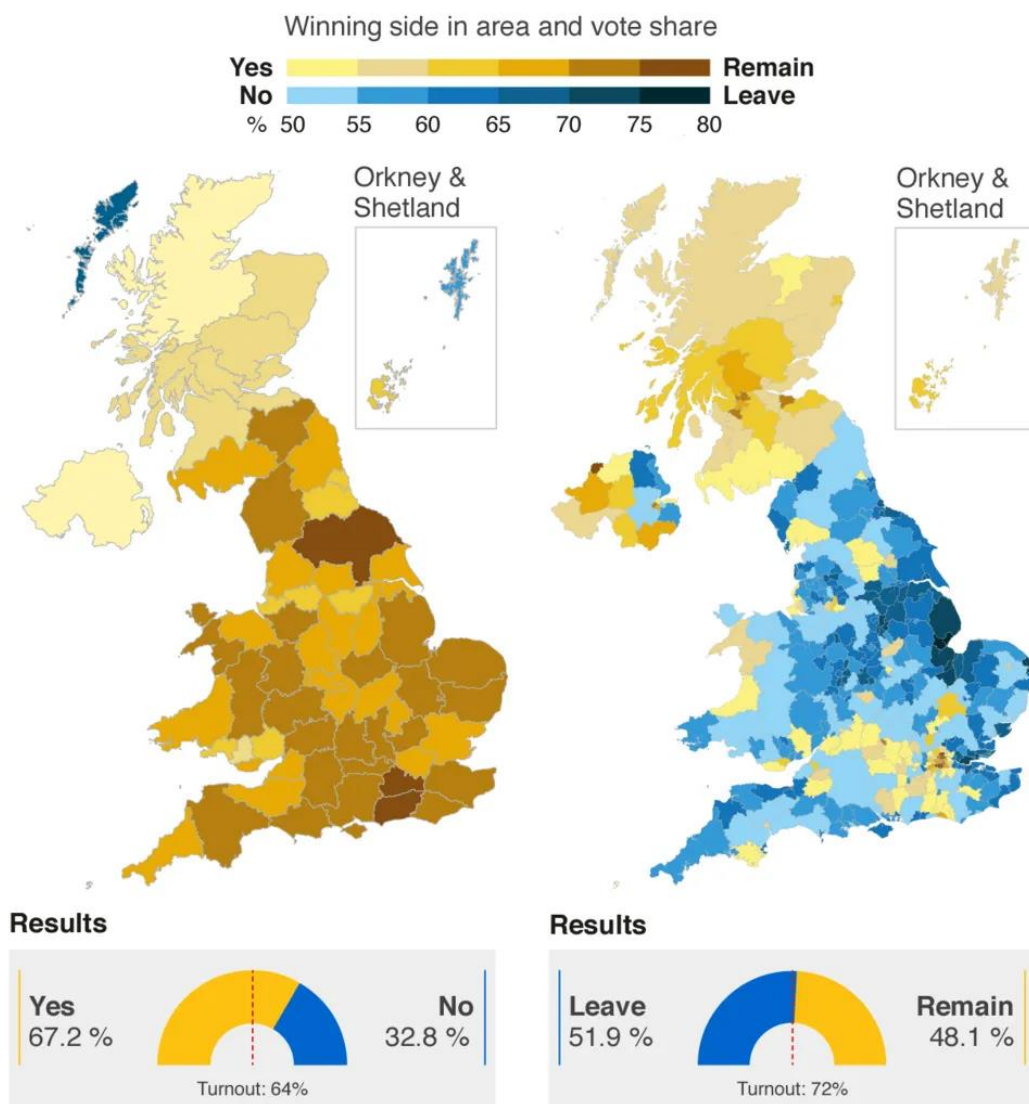 Winning side in area and vote share
Yes Remain
No Leave
% 50 55 60 65 70 75 80
Orkney &
Shetland
Orkney &
Shetland
Results
Yes
67.2 %
No
32.8 %
Turnout: 64%
Results
Leave
51.9 %
Remain
48.1 %
Turnout: 72%